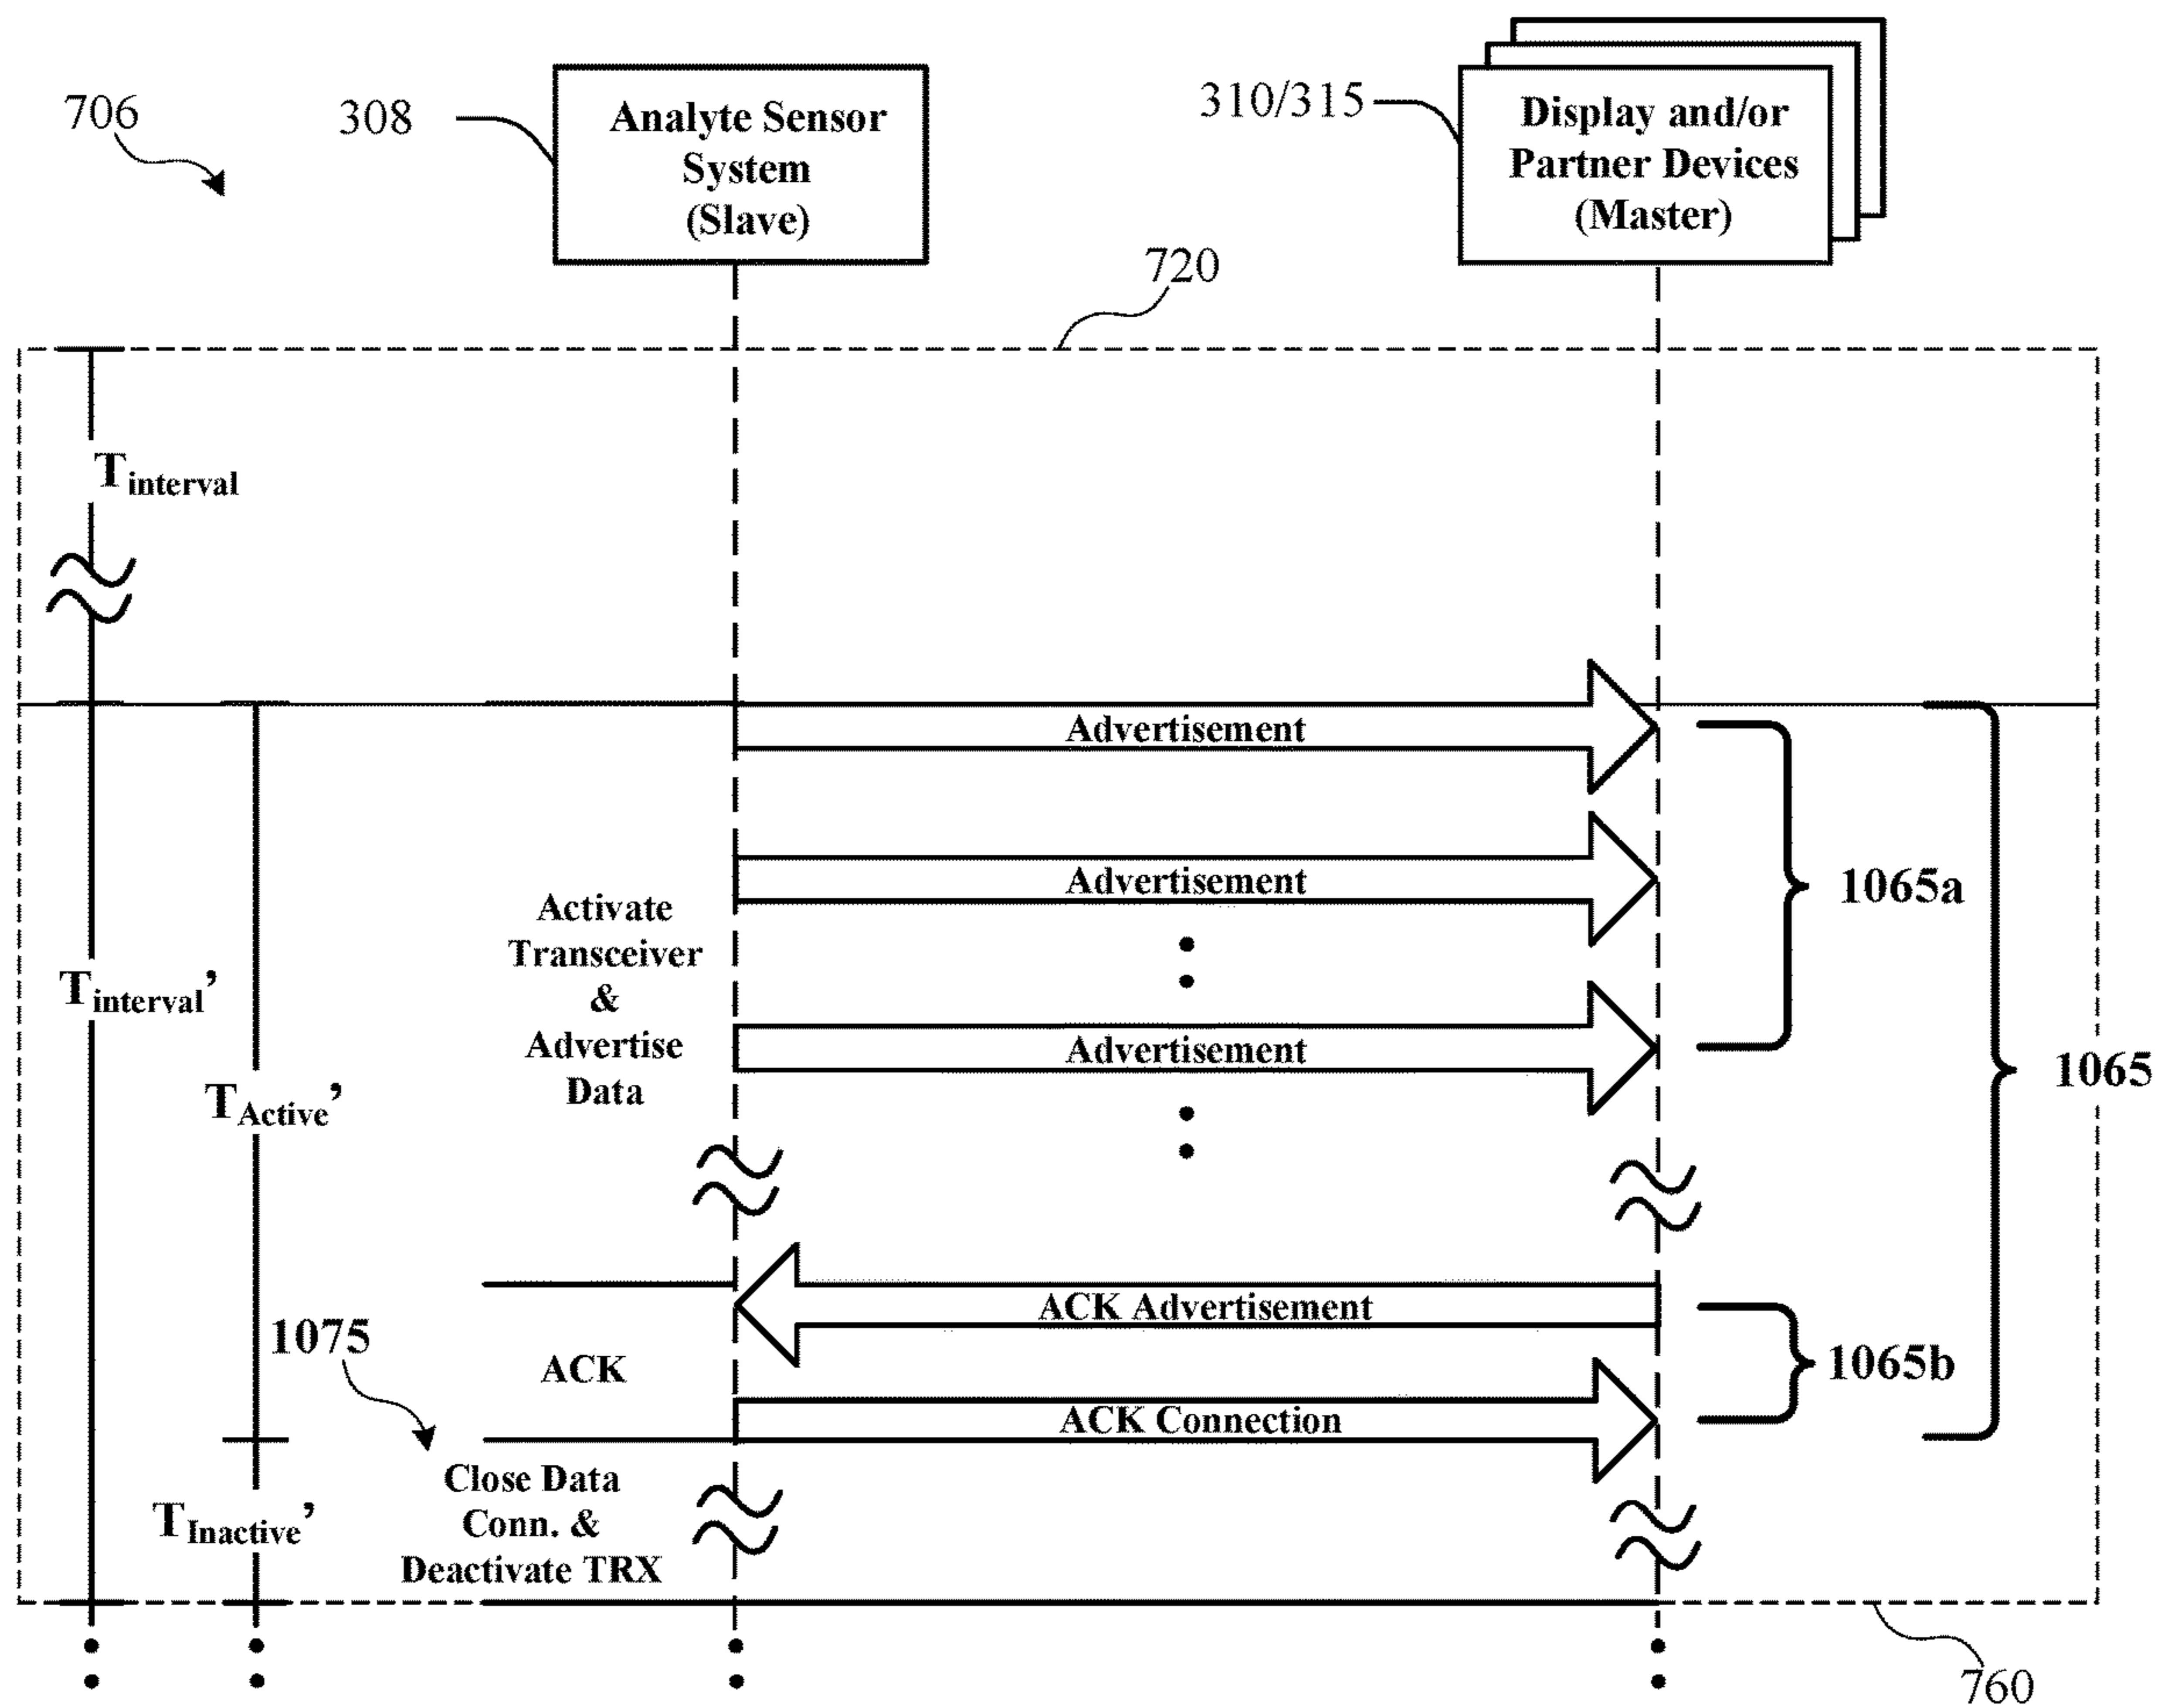 706
308
Analyte Sensor
System
(Slave)
310/315
Display and/or
Partner Devices
(Master)
720
Tinterval
Advertisement
Advertisement
1065a
Activate
Transceiver
&
Advertise
Data
Tinterval’
Advertisement
1065
TActive’
ACK Advertisement
1075
ACK
1065b
ACK Connection
Close Data
Conn. &
Deactivate TRX
TInactive’
760